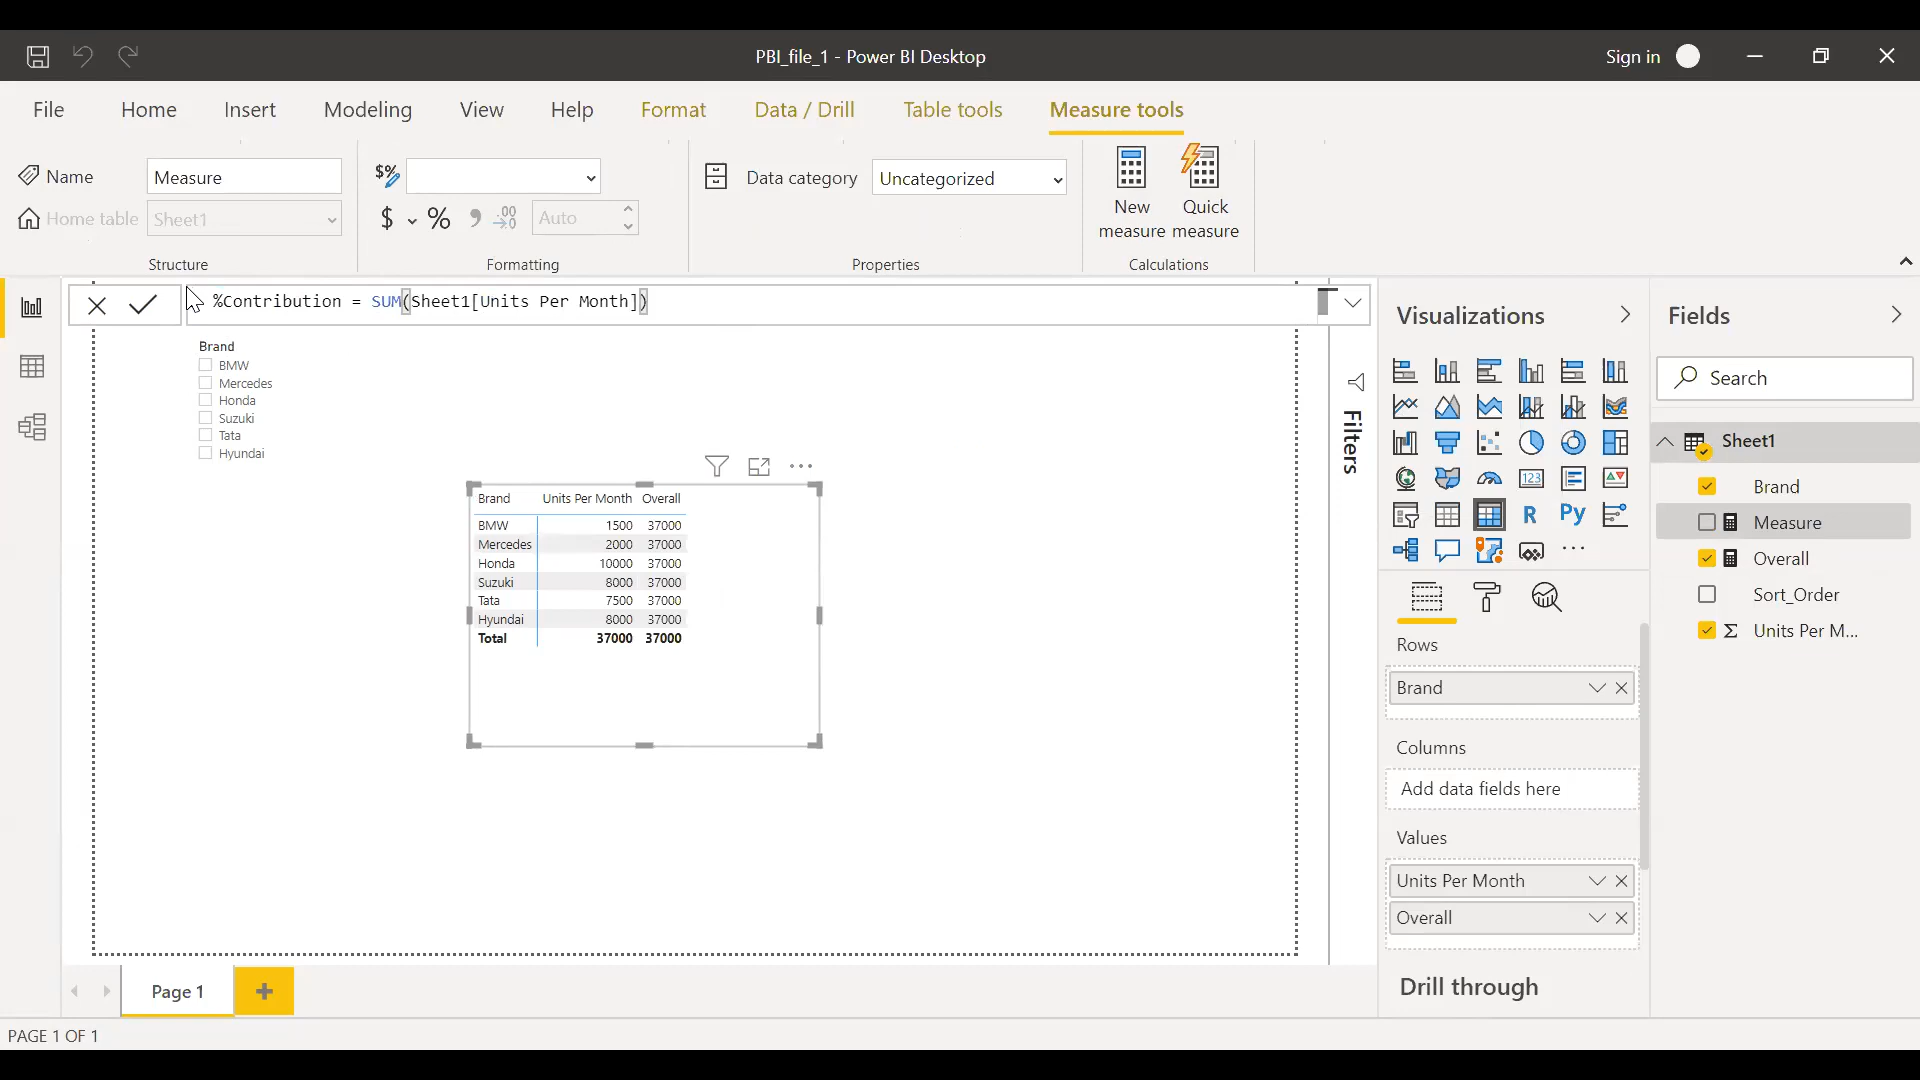 PBI_file_1 - Power BI Desktop
Sign in
File Home Insert Modeling View Help Format Data / Drill Table tools Measure tools
Name Measure
Home table Sheet1
Structure
$%
$ % 9 .00 Auto
Formatting
Data category Uncategorized
Properties
New measure
Quick measure
Calculations
%Contribution = SUM(Sheet1[Units Per Month])
Brand
BMW
Mercedes
Honda
Suzuki
Tata
Hyundai
Brand Units Per Month Overall
BMW 1500 37000
Mercedes 2000 37000
Honda 10000 37000
Suzuki 8000 37000
Tata 7500 37000
Hyundai 8000 37000
Total 37000 37000
Filters
Visualizations
123
R Py
Rows
Brand
Columns
Add data fields here
Values
Units Per Month
Overall
Drill through
Fields
Search
Sheet1
Brand
Measure
Overall
Sort_Order
Σ Units Per M...
Page 1
PAGE 1 OF 1